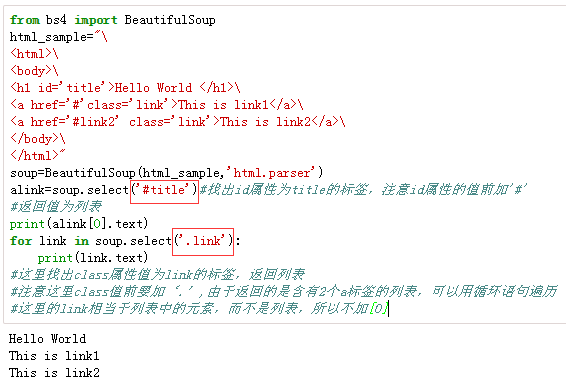 from bs4 import BeautifulSoup
html_sample="\
<html>\
<body>\
<h1 id='title'>Hello World </h1>\
<a href='#'class='link'>This is link1</a>\
<a href='#link2' class='link'>This is link2</a>\
</body>\
</html>"
soup=BeautifulSoup(html_sample,'html.parser')
alink=soup.select('#title')#找出id属性为title的标签，注意id属性的值前加'#'
#返回值为列表
print(alink[0].text)
for link in soup.select('.link'):
    print(link.text)
#这里找出class属性值为link的标签，返回列表
#注意这里class值前要加‘.’,由于返回的是含有2个a标签的列表，可以用循环语句遍历
#这里的link相当于列表中的元素，而不是列表，所以不加[0]
Hello World
This is link1
This is link2